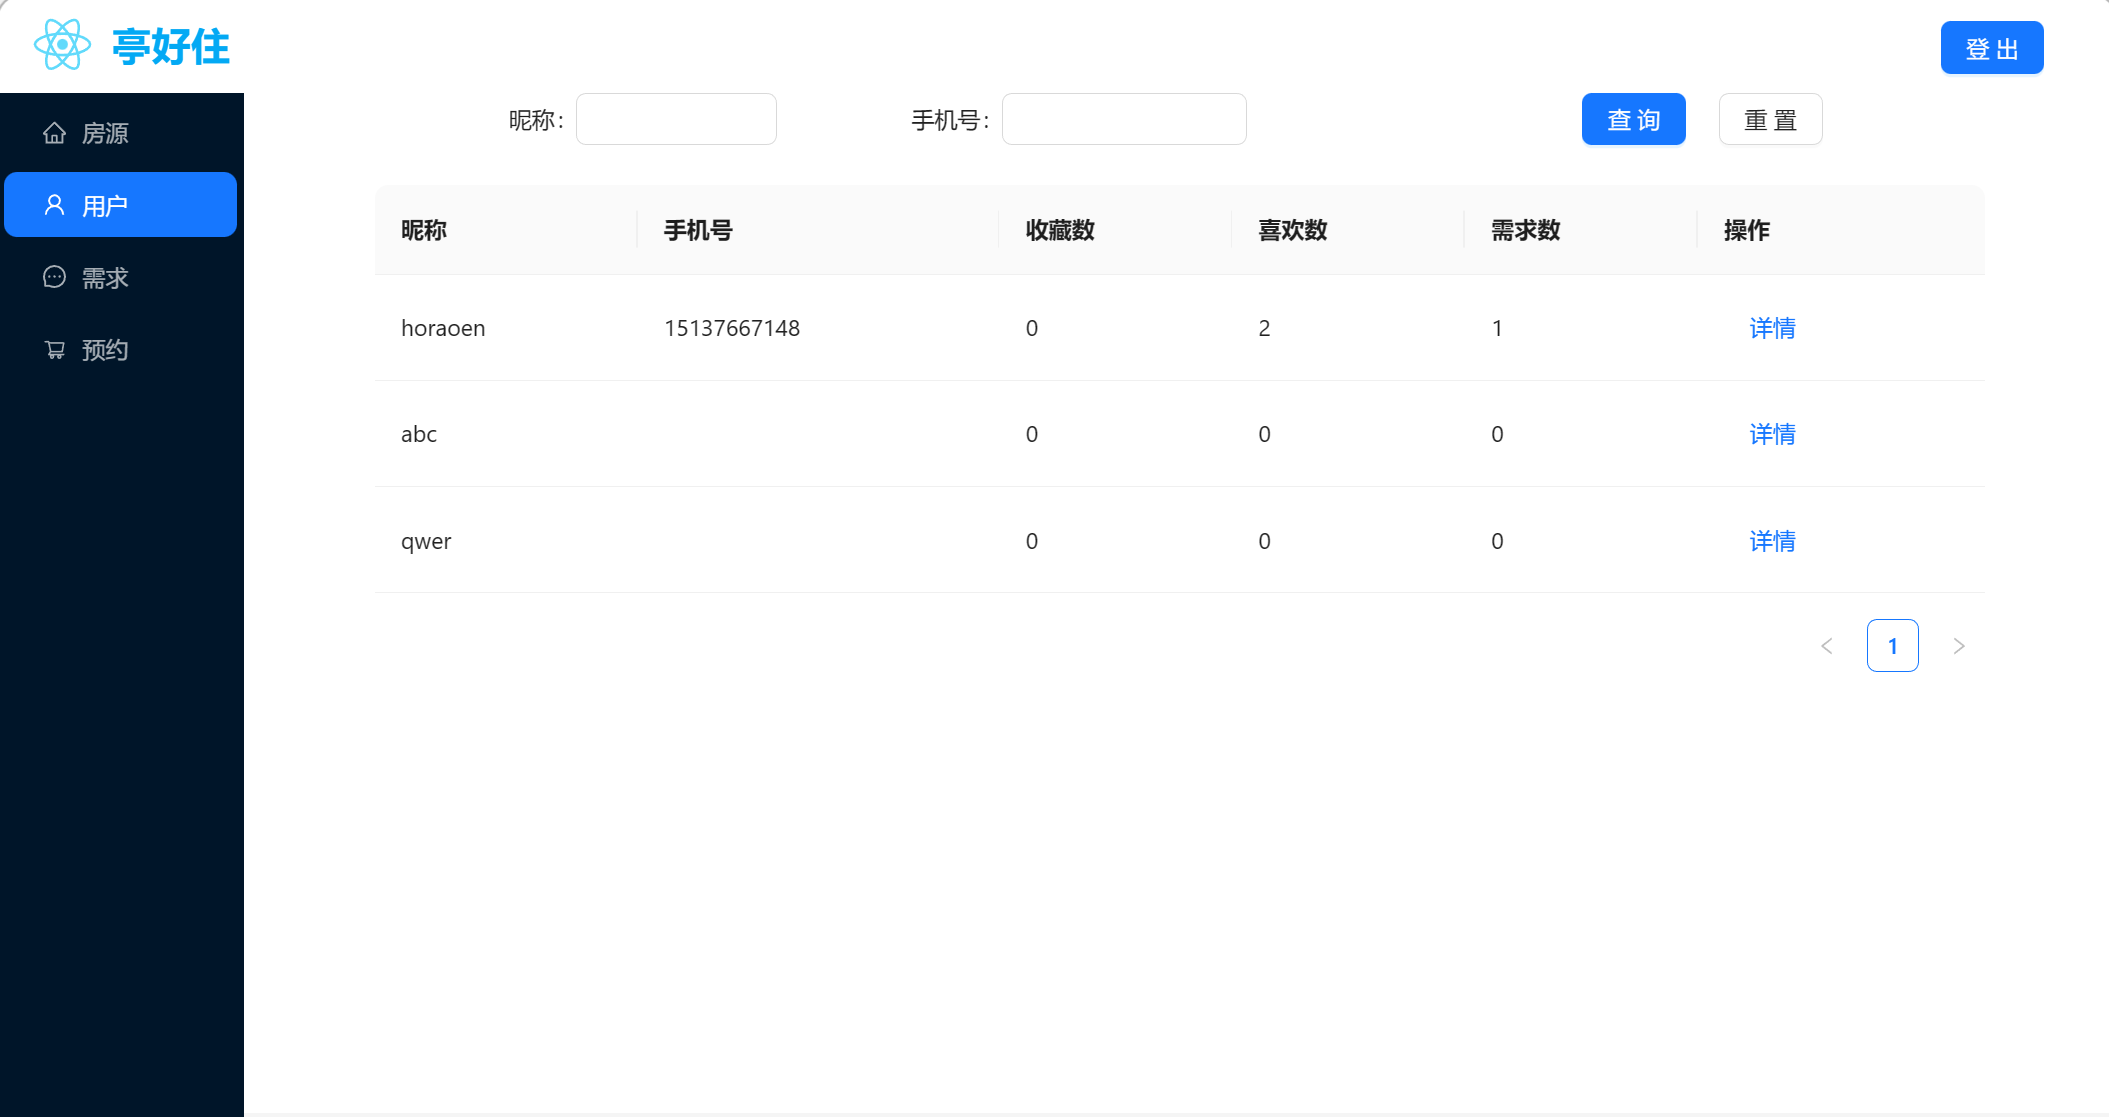 亭好住
登 出
房源
用户
需求
预约
昵称:
手机号:
查 询
重 置
昵称 手机号 收藏数 喜欢数 需求数 操作
horaoen 15137667148 0 2 1 详情
abc 0 0 0 详情
qwer 0 0 0 详情
1